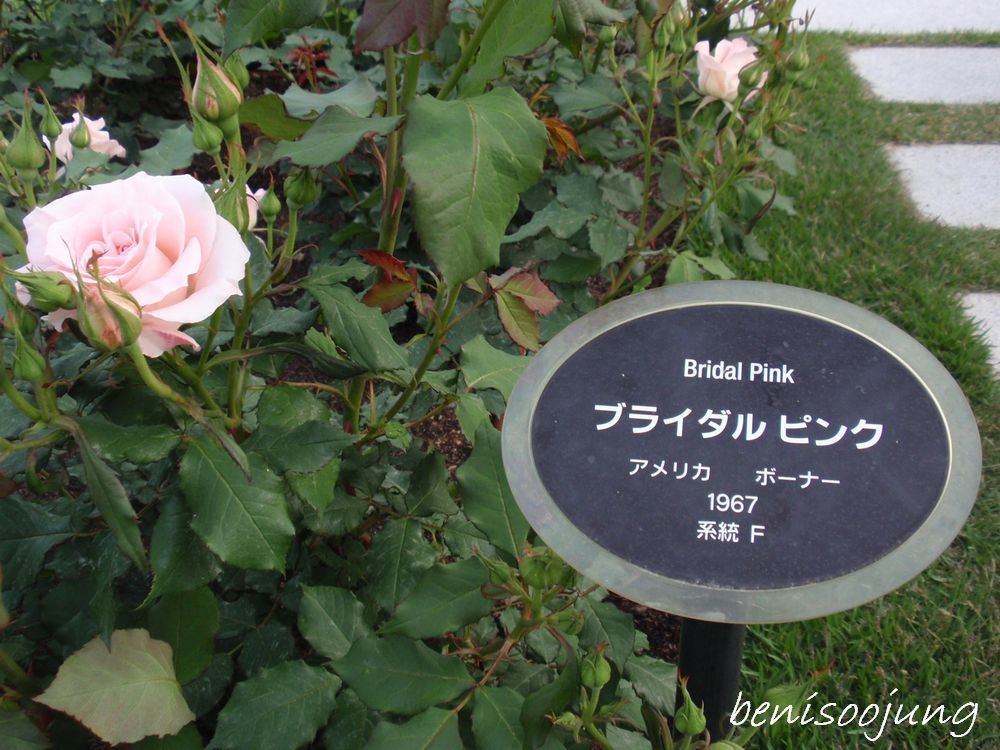 Bridal Pink
ブライダル ピンク
アメリカ ボーナー
1967
系統 F
benisoojung